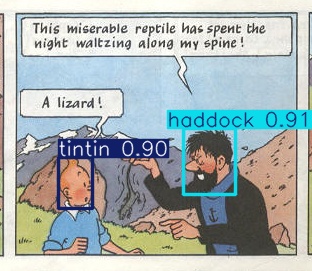 This miserable reptile has spent the
night waltzing along my spine!
A lizard!
tintin 0.90
haddock 0.91